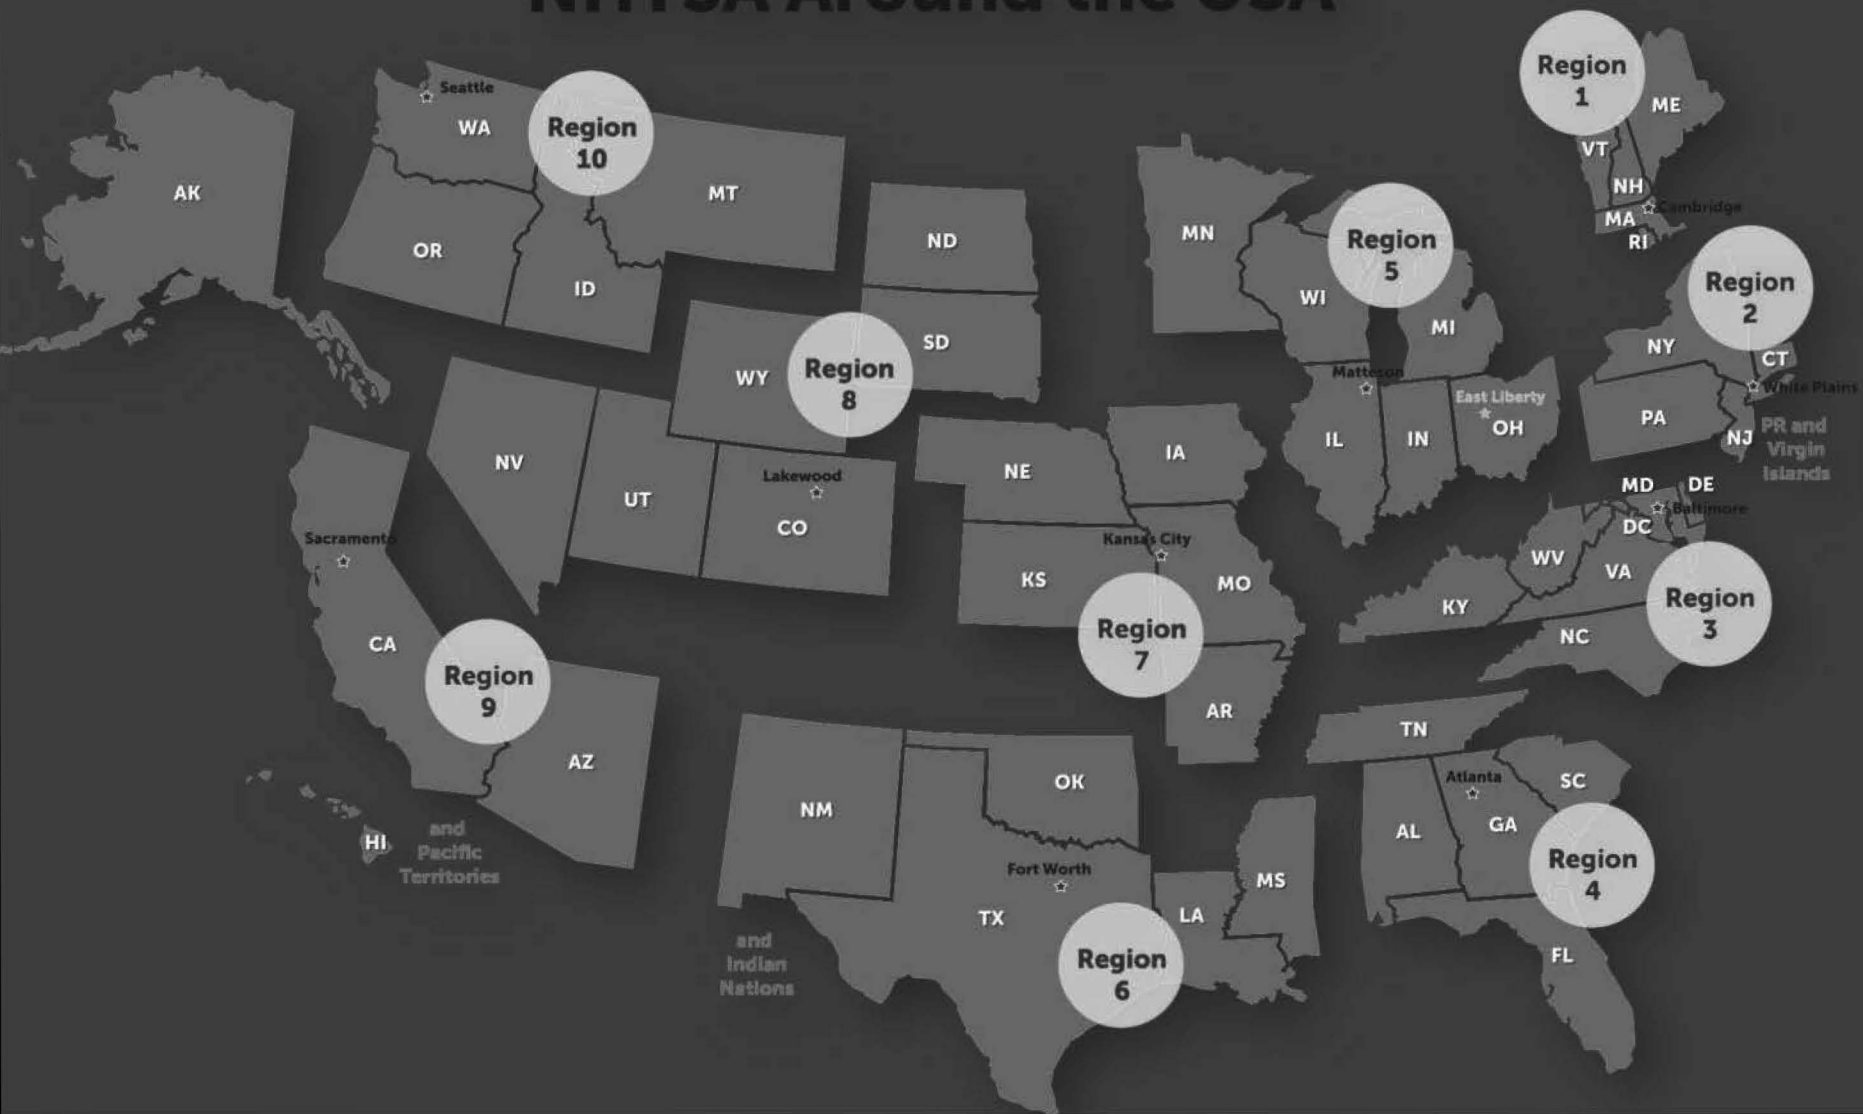 NHTSA Around the USA
Region
1
ME
VT
NH
Cambridge
MA
RI
Region
2
NY
CT
White Plains
PA
NJ
PR and
Virgin
Islands
MD
DE
Baltimore
DC
WV
VA
KY
NC
Region
3
TN
Atlanta
SC
AL
GA
Region
4
FL
MN
Region
5
WI
MI
Matteson
East Liberty
IL
IN
OH
NM
OK
Fort Worth
TX
LA
MS
and
Indian
Nations
Region
6
NE
IA
Kansas City
KS
MO
Region
7
AR
ND
SD
WY
Region
8
NV
UT
Lakewood
CO
Sacramento
CA
Region
9
AZ
HI
and
Pacific
Territories
Seattle
WA
Region
10
AK
MT
OR
ID